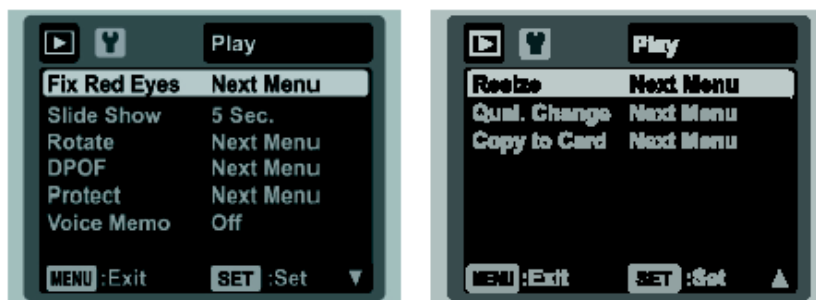 Play
Fix Red Eyes Next Menu
Slide Show 5 Sec.
Rotate Next Menu
DPOF Next Menu
Protect Next Menu
Voice Memo Off
MENU :Exit SET :Set
Play
Resize Next Menu
Qual. Change Next Menu
Copy to Card Next Menu
MENU :Exit SET :Set